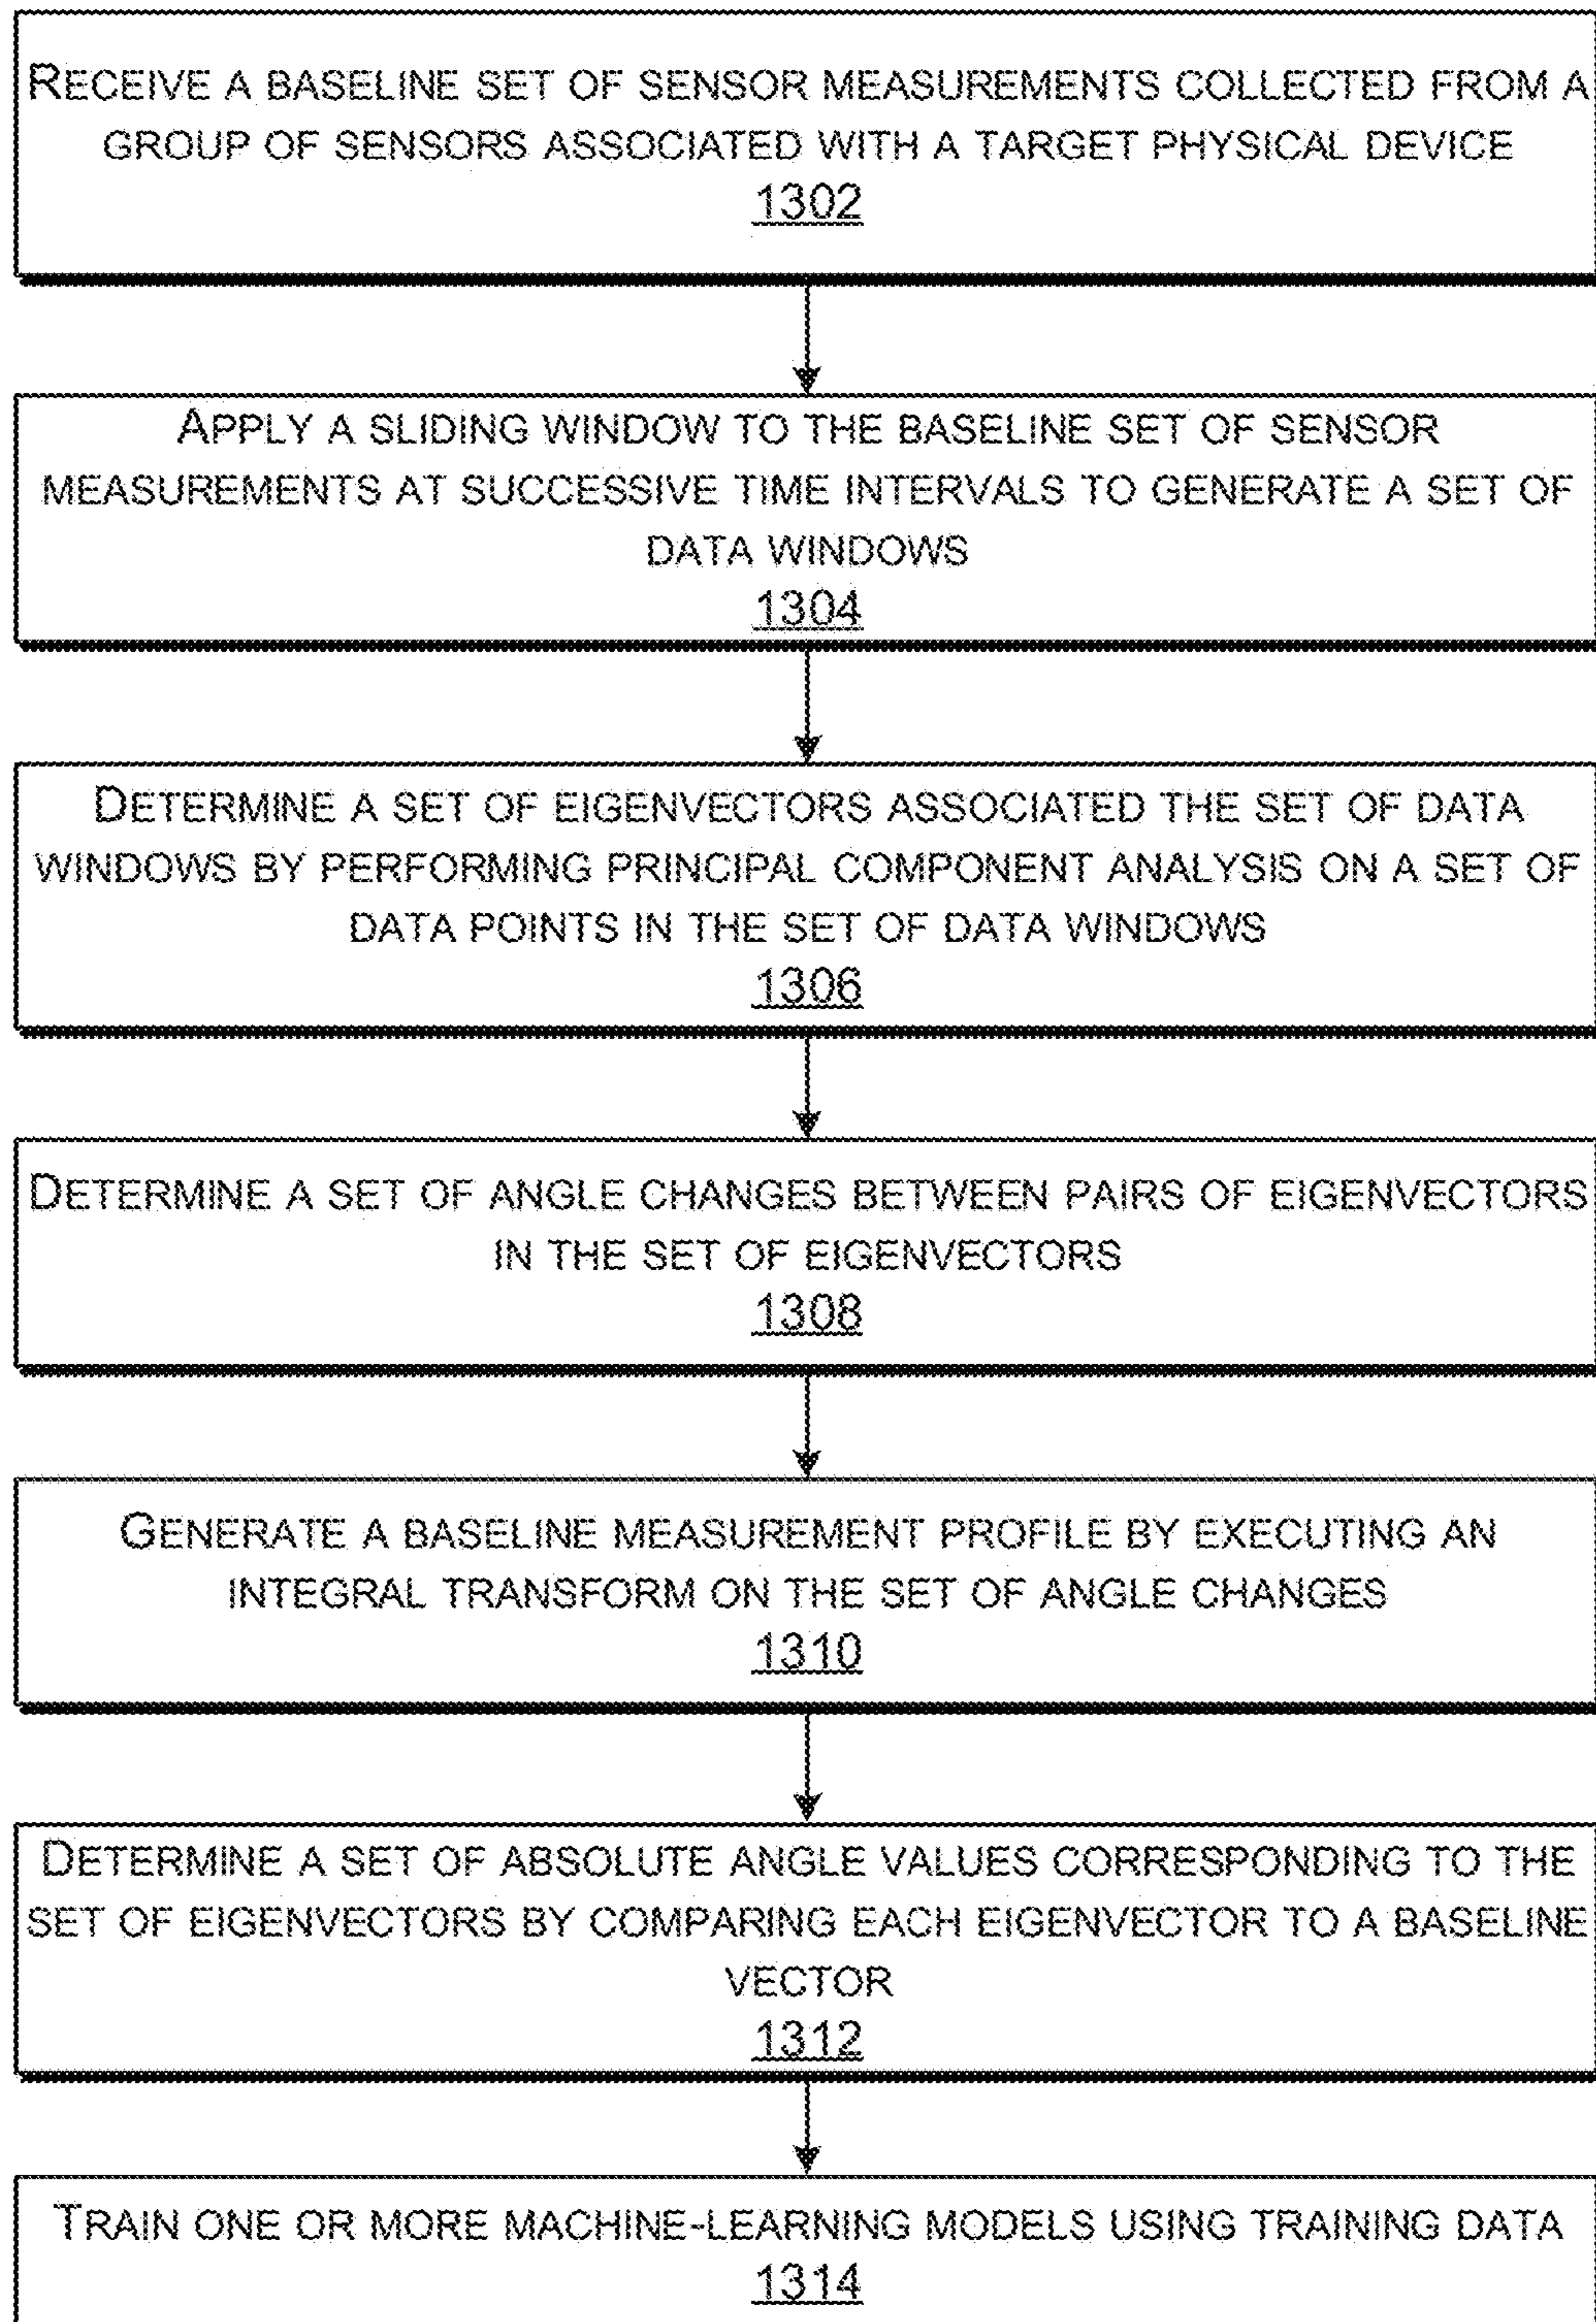 RECEIVE A BASELINE SET OF SENSOR MEASUREMENTS COLLECTED FROM A
GROUP OF SENSORS ASSOCIATED WITH A TARGET PHYSICAL DEVICE
1302
APPLY A SLIDING WINDOW TO THE BASELINE SET OF SENSOR
MEASUREMENTS AT SUCCESSIVE TIME INTERVALS TO GENERATE A SET OF
DATA WINDOWS
1304
DETERMINE A SET OF EIGENVECTORS ASSOCIATED THE SET OF DATA
WINDOWS BY PERFORMING PRINCIPAL COMPONENT ANALYSIS ON A SET OF
DATA POINTS IN THE SET OF DATA WINDOWS
1306
DETERMINE A SET OF ANGLE CHANGES BETWEEN PAIRS OF EIGENVECTORS
IN THE SET OF EIGENVECTORS
1308
GENERATE A BASELINE MEASUREMENT PROFILE BY EXECUTING AN
INTEGRAL TRANSFORM ON THE SET OF ANGLE CHANGES
1310
DETERMINE A SET OF ABSOLUTE ANGLE VALUES CORRESPONDING TO THE
SET OF EIGENVECTORS BY COMPARING EACH EIGENVECTOR TO A BASELINE
VECTOR
1312
TRAIN ONE OR MORE MACHINE-LEARNING MODELS USING TRAINING DATA
1314